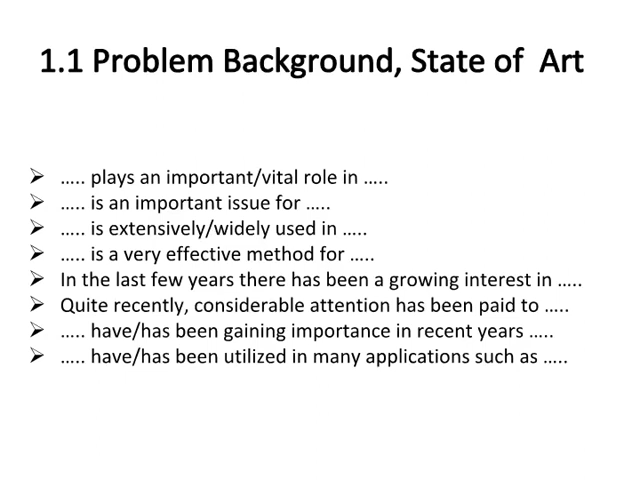 1.1 Problem Background, State of  Art
➢ ….. plays an important/vital role in …..
➢ ….. is an important issue for …..
➢ ….. is extensively/widely used in …..
➢ ….. is a very effective method for …..
➢ In the last few years there has been a growing interest in …..
➢ Quite recently, considerable attention has been paid to …..
➢ ….. have/has been gaining importance in recent years …..
➢ ….. have/has been utilized in many applications such as …..